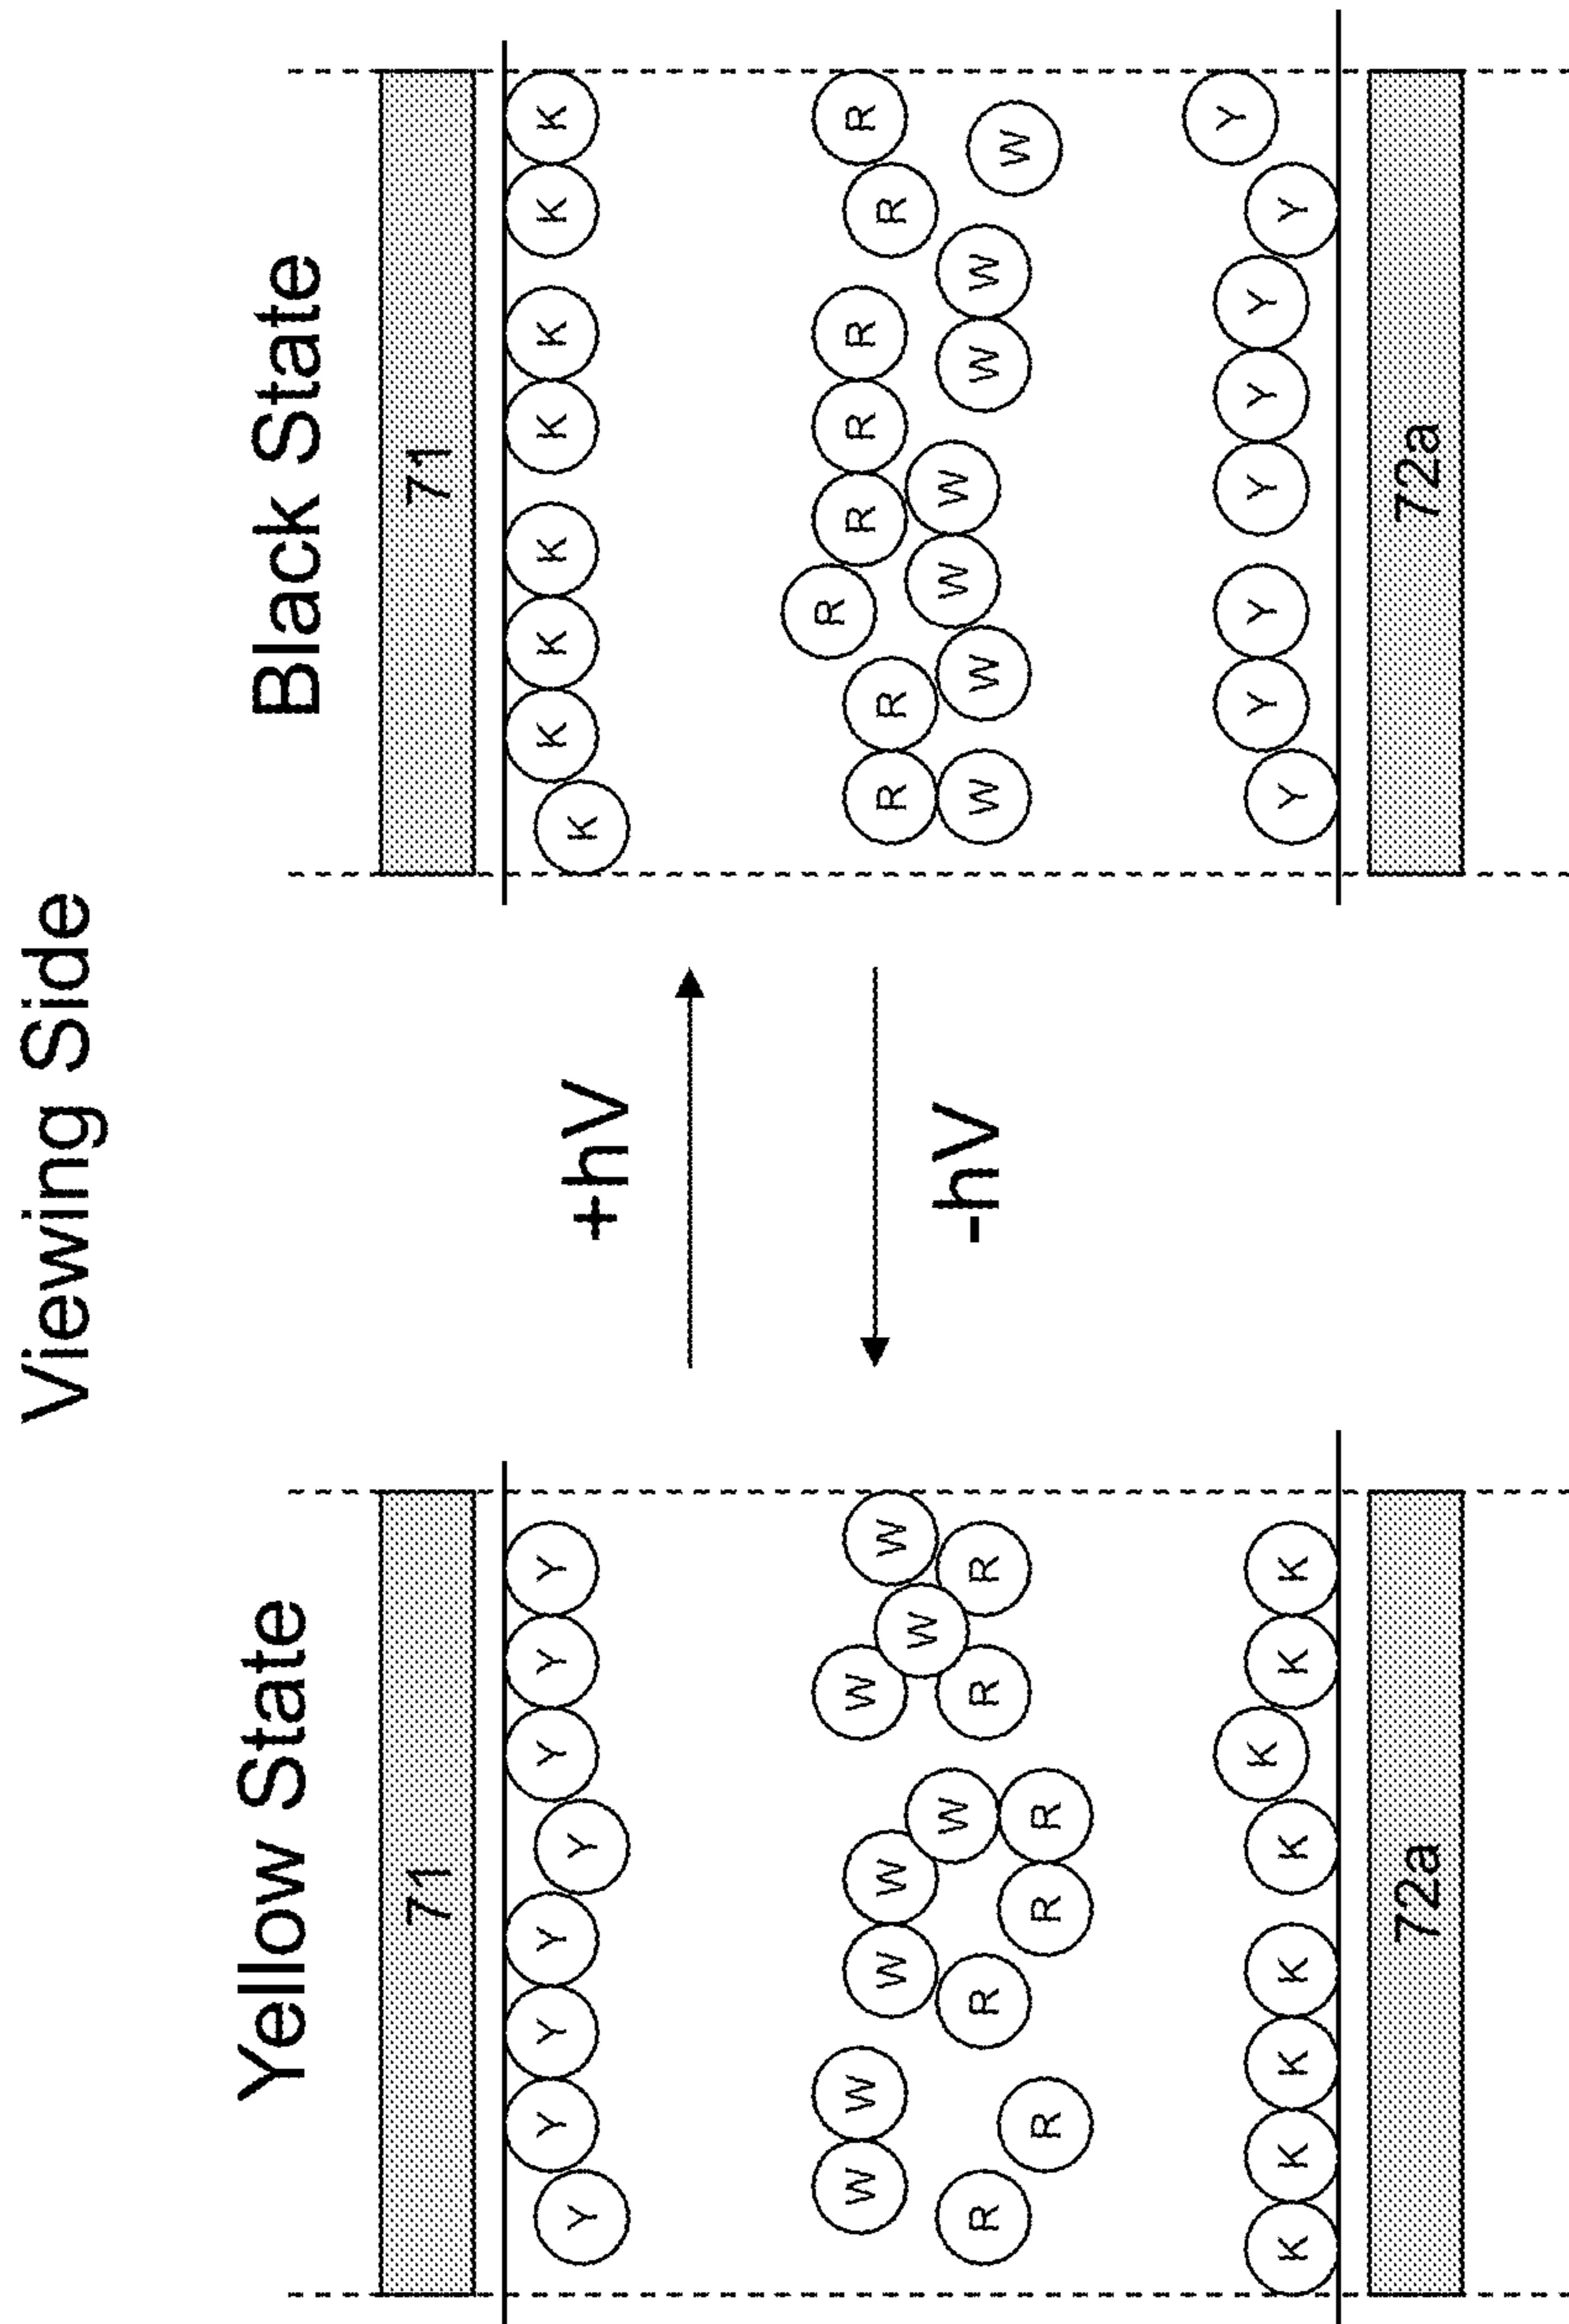 Viewing Side
Yellow State
71
Y Y Y Y Y Y Y Y
W W W W W W W W
R R R R R R R
K K K K K K K K
72a
+hV
-hV
Black State
71
K K K K K K K K
R R R R R R R R
W W W W W W W
Y Y Y Y Y Y Y Y
72a